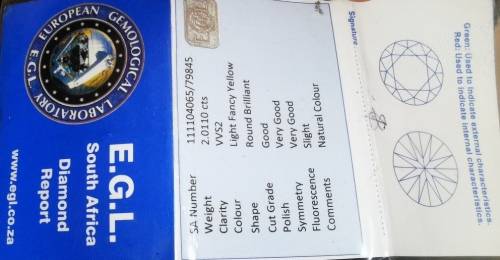 EUROPEAN GEMOLOGICAL LABORATORY
E.G.L.
E.G.L.
South Africa
Diamond
Report
www.egl.co.za
SA Number 111104065/79845
Weight 2.0110 cts
Clarity VVS2
Colour Light Fancy Yellow
Shape Round Brilliant
Cut Grade Good
Polish Very Good
Symmetry Very Good
Fluorescence Slight
Comments Natural Colour
EGL
Signature
Green: Used to indicate external characteristics.
Red: Used to indicate internal characteristics.